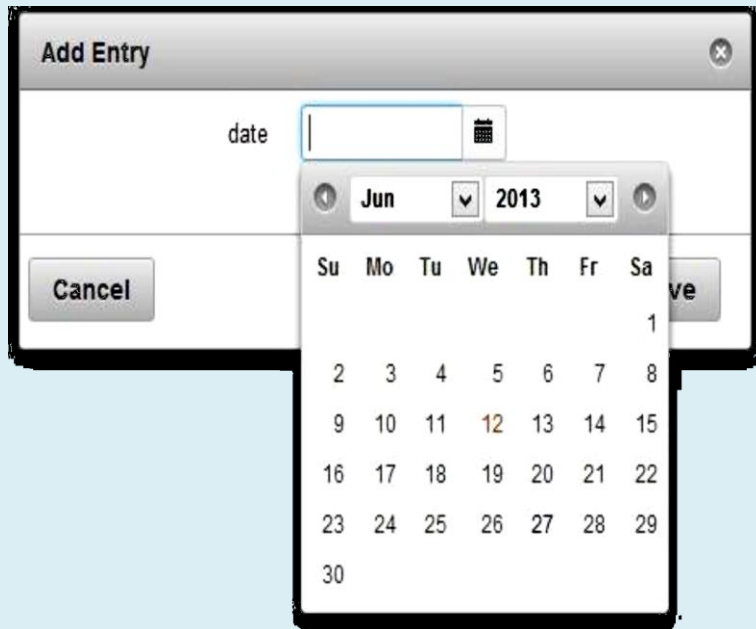 Add Entry
date
Jun 2013
Su Mo Tu We Th Fr Sa
Cancel
ve
1
2 3 4 5 6 7 8
9 10 11 12 13 14 15
16 17 18 19 20 21 22
23 24 25 26 27 28 29
30